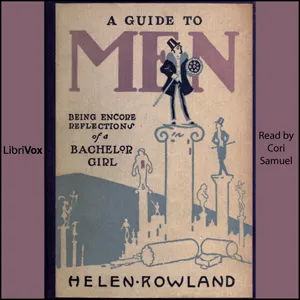 A GUIDE TO
MEN
BEING ENCORE
REFLECTIONS
of a
BACHELOR
GIRL
LibriVox
Read by
Cori
Samuel
HELEN·ROWLAND